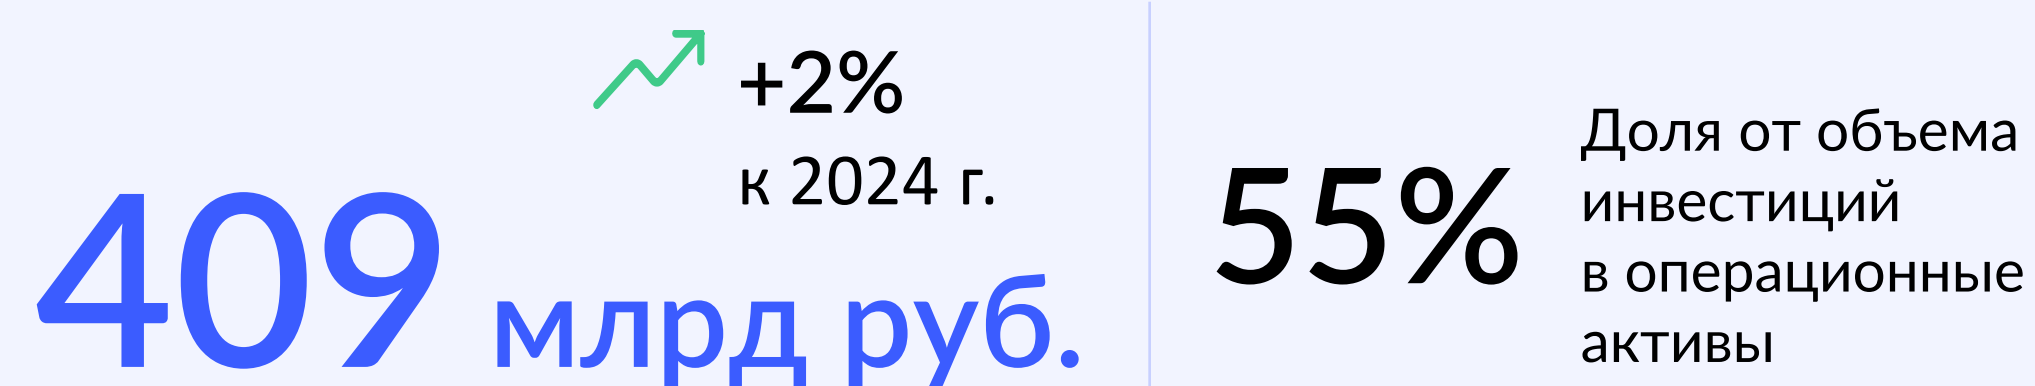 +2%
к 2024 г.
409 млрд руб.
55%
Доля от объема
инвестиций
в операционные
активы